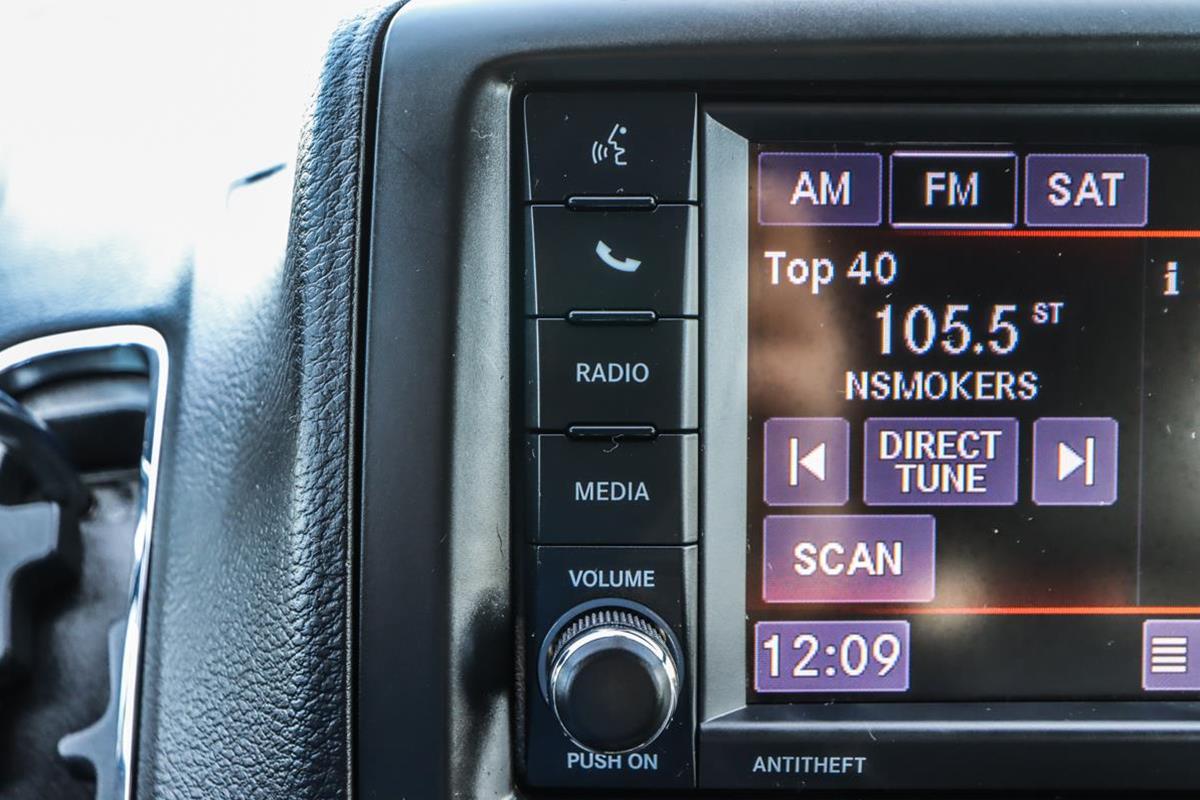 AM FM SAT
Top 40
i
105.5 ST
NSMOKERS
DIRECT
TUNE
SCAN
12:09
RADIO
MEDIA
VOLUME
PUSH ON
ANTITHEFT